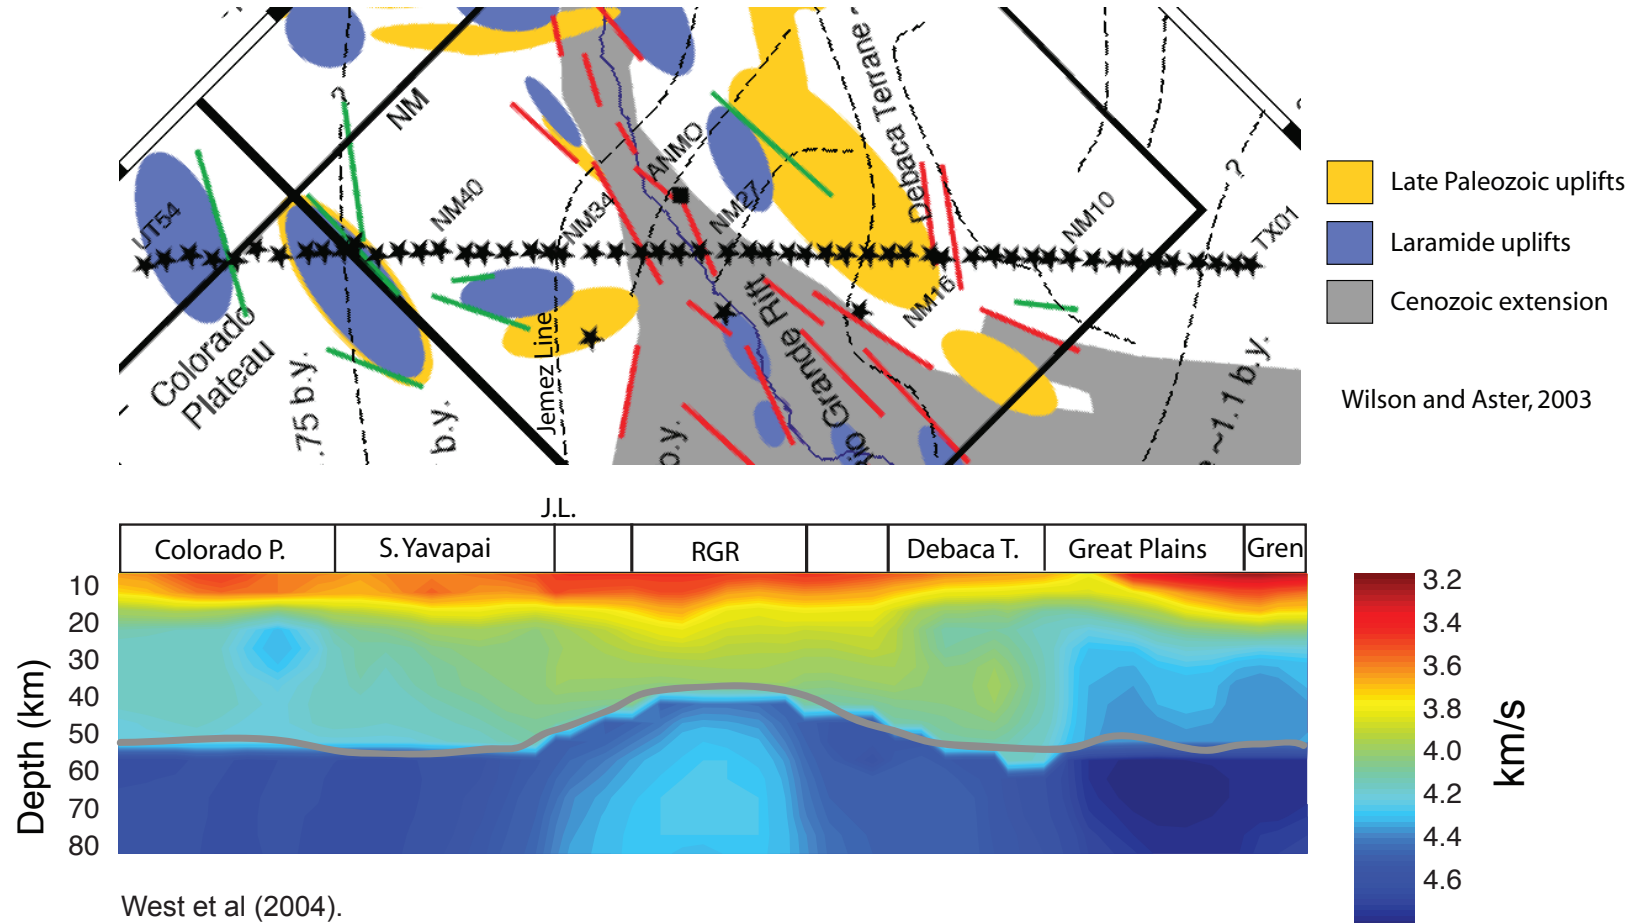 ?
NM
Debaca Terrane
?
ANMO
UT54
NM40
NM34
NM27
NM10
TX01
NM16
Colorado
Plateau
.75 b.y.
b.y.
Jemez Line
Rio Grande Rift
b.y.
~1.1 b.y.
Late Paleozoic uplifts
Laramide uplifts
Cenozoic extension
Wilson and Aster, 2003
J.L.
Colorado P.
S. Yavapai
RGR
Debaca T.
Great Plains
Gren
Depth (km)
10
20
30
40
50
60
70
80
3.2
3.4
3.6
3.8
4.0
4.2
4.4
4.6
km/s
West et al (2004).